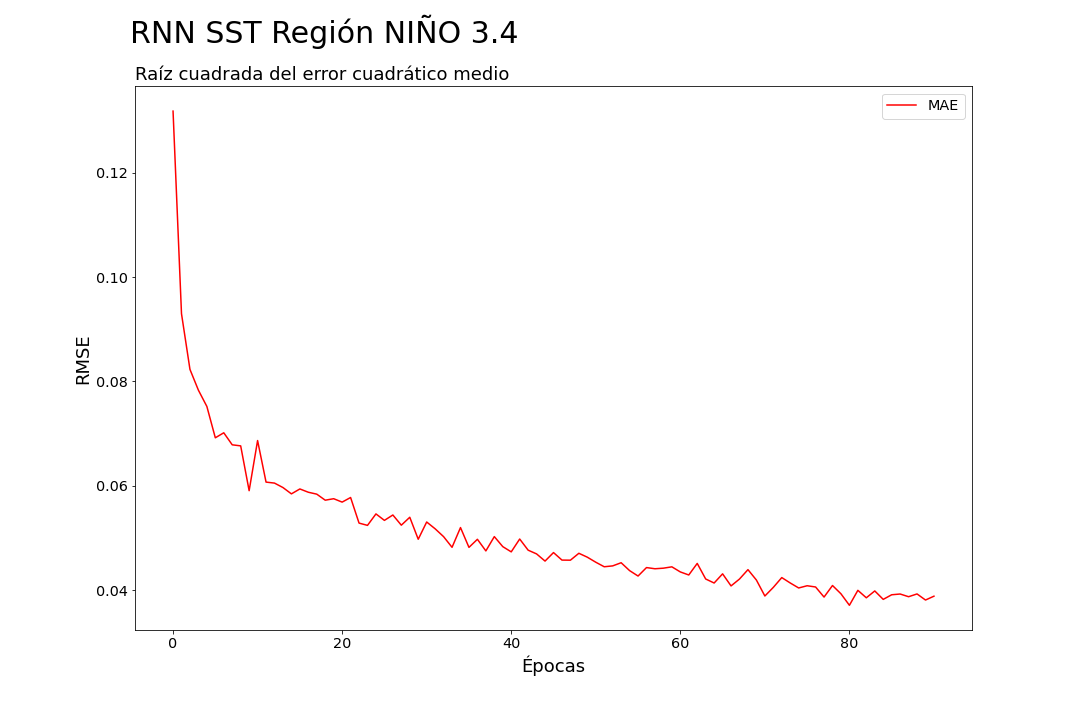 RNN SST Región NIÑO 3.4
Raíz cuadrada del error cuadrático medio
MAE
0.12
0.10
0.08
0.06
0.04
RMSE
0
20
40
60
80
Épocas